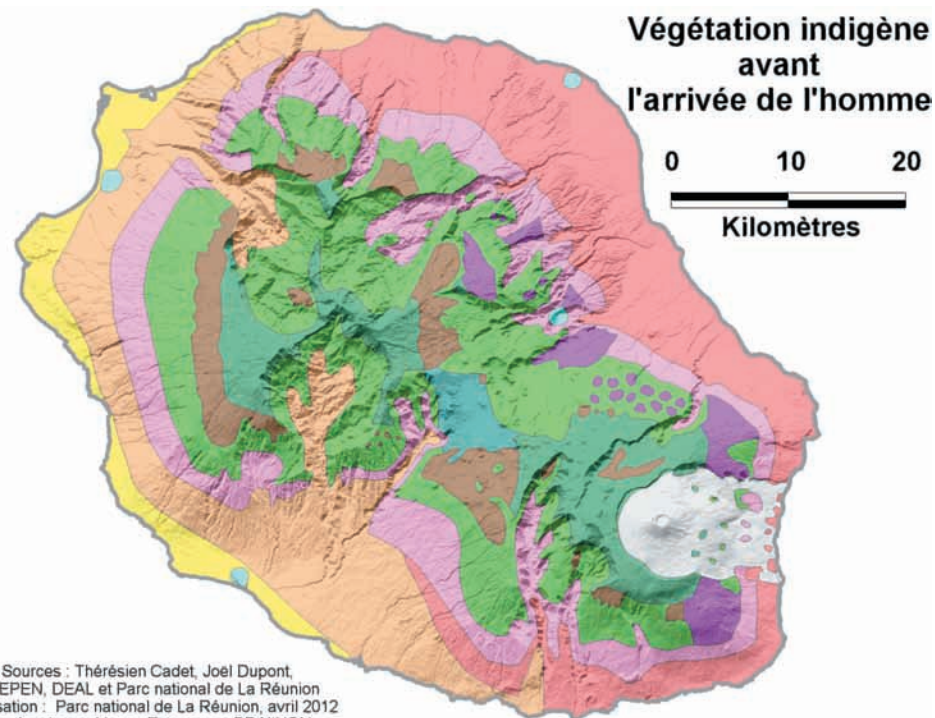 Végétation indigène
avant
l'arrivée de l'homme
0 10 20
Kilomètres
Sources : Thérésien Cadet, Joël Dupont,
EPEN, DEAL et Parc national de La Réunion
sation : Parc national de La Réunion, avril 2012